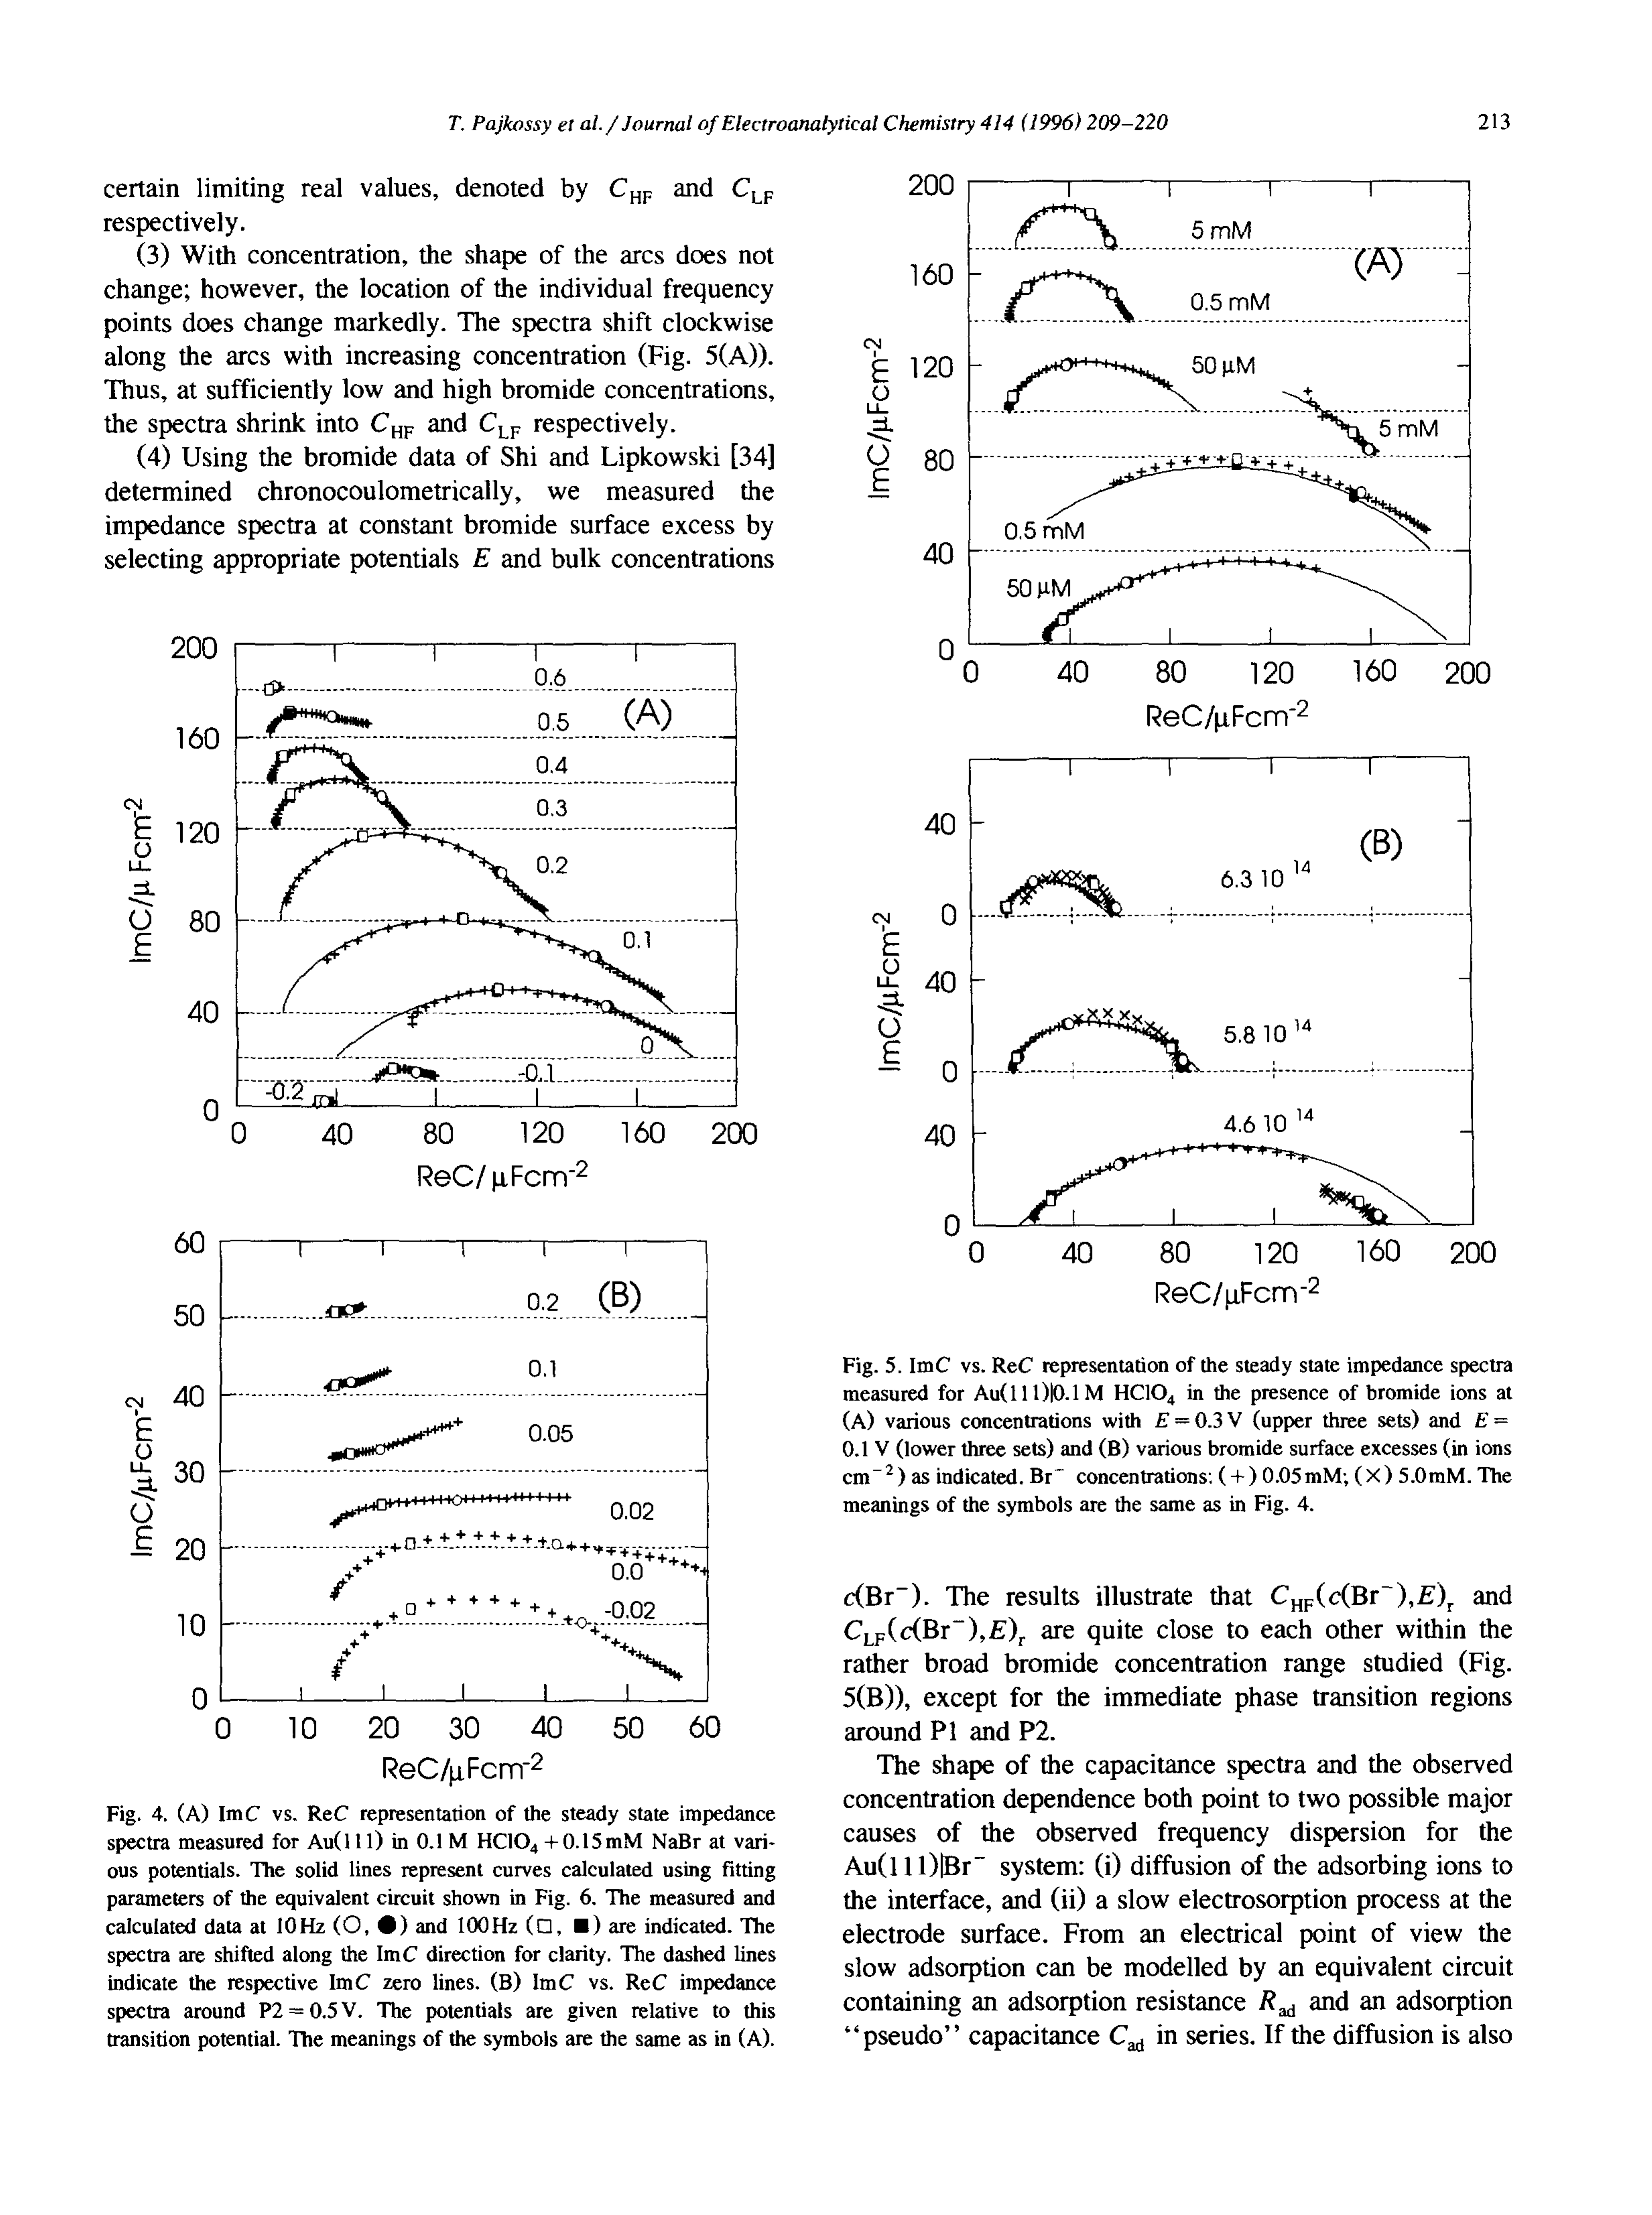 T. Pajkossy et al. / Journal of Electroanalytical Chemistry 414 (1996) 209–220
213
certain limiting real values, denoted by C_HF and C_LF
respectively.
(3) With concentration, the shape of the arcs does not
change; however, the location of the individual frequency
points does change markedly. The spectra shift clockwise
along the arcs with increasing concentration (Fig. 5(A)).
Thus, at sufficiently low and high bromide concentrations,
the spectra shrink into C_HF and C_LF respectively.
(4) Using the bromide data of Shi and Lipkowski [34]
determined chronocoulometrically, we measured the
impedance spectra at constant bromide surface excess by
selecting appropriate potentials E and bulk concentrations
200
160
120
80
40
0
ImC/µFcm⁻²
0.6
0.5
(A)
0.4
0.3
0.2
0.1
0
-0.1
-0.2
0 40 80 120 160 200
ReC/µFcm⁻²
60
50
40
30
20
10
0
ImC/µFcm⁻²
0.2
(B)
0.1
0.05
0.02
0.0
-0.02
0 10 20 30 40 50 60
ReC/µFcm⁻²
Fig. 4. (A) ImC vs. ReC representation of the steady state impedance
spectra measured for Au(111) in 0.1 M HClO₄ + 0.15 mM NaBr at vari-
ous potentials. The solid lines represent curves calculated using fitting
parameters of the equivalent circuit shown in Fig. 6. The measured and
calculated data at 10 Hz (○, ●) and 100 Hz (□, ■) are indicated. The
spectra are shifted along the ImC direction for clarity. The dashed lines
indicate the respective ImC zero lines. (B) ImC vs. ReC impedance
spectra around P2 = 0.5 V. The potentials are given relative to this
transition potential. The meanings of the symbols are the same as in (A).
200
160
120
80
40
0
ImC/µFcm⁻²
5 mM
(A)
0.5 mM
50 µM
5 mM
0.5 mM
50 µM
0 40 80 120 160 200
ReC/µFcm⁻²
40
0
40
0
40
0
ImC/µFcm⁻²
(B)
6.3 10 ¹⁴
5.8 10 ¹⁴
4.6 10 ¹⁴
0 40 80 120 160 200
ReC/µFcm⁻²
Fig. 5. ImC vs. ReC representation of the steady state impedance spectra
measured for Au(111)|0.1 M HClO₄ in the presence of bromide ions at
(A) various concentrations with E = 0.3 V (upper three sets) and E =
0.1 V (lower three sets) and (B) various bromide surface excesses (in ions
cm⁻²) as indicated. Br⁻ concentrations: (+) 0.05 mM; (×) 5.0 mM. The
meanings of the symbols are the same as in Fig. 4.
c(Br⁻). The results illustrate that C_HF(c(Br⁻),E)_Γ and
C_LF(c(Br⁻),E)_Γ are quite close to each other within the
rather broad bromide concentration range studied (Fig.
5(B)), except for the immediate phase transition regions
around P1 and P2.
The shape of the capacitance spectra and the observed
concentration dependence both point to two possible major
causes of the observed frequency dispersion for the
Au(111)|Br⁻ system: (i) diffusion of the adsorbing ions to
the interface, and (ii) a slow electrosorption process at the
electrode surface. From an electrical point of view the
slow adsorption can be modelled by an equivalent circuit
containing an adsorption resistance R_ad and an adsorption
“pseudo” capacitance C_ad in series. If the diffusion is also